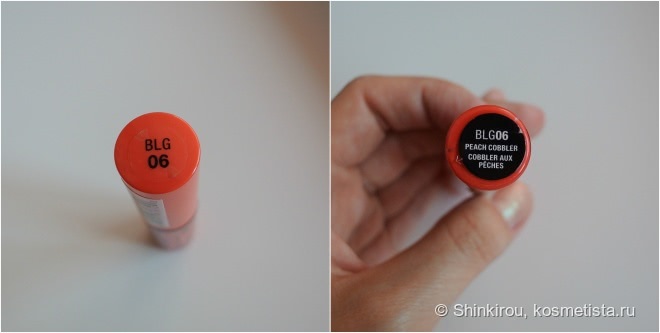 BLG
06
BLG06
PEACH COBBLER
COBBLER AUX
PÊCHES
© Shinkirou, kosmetista.ru